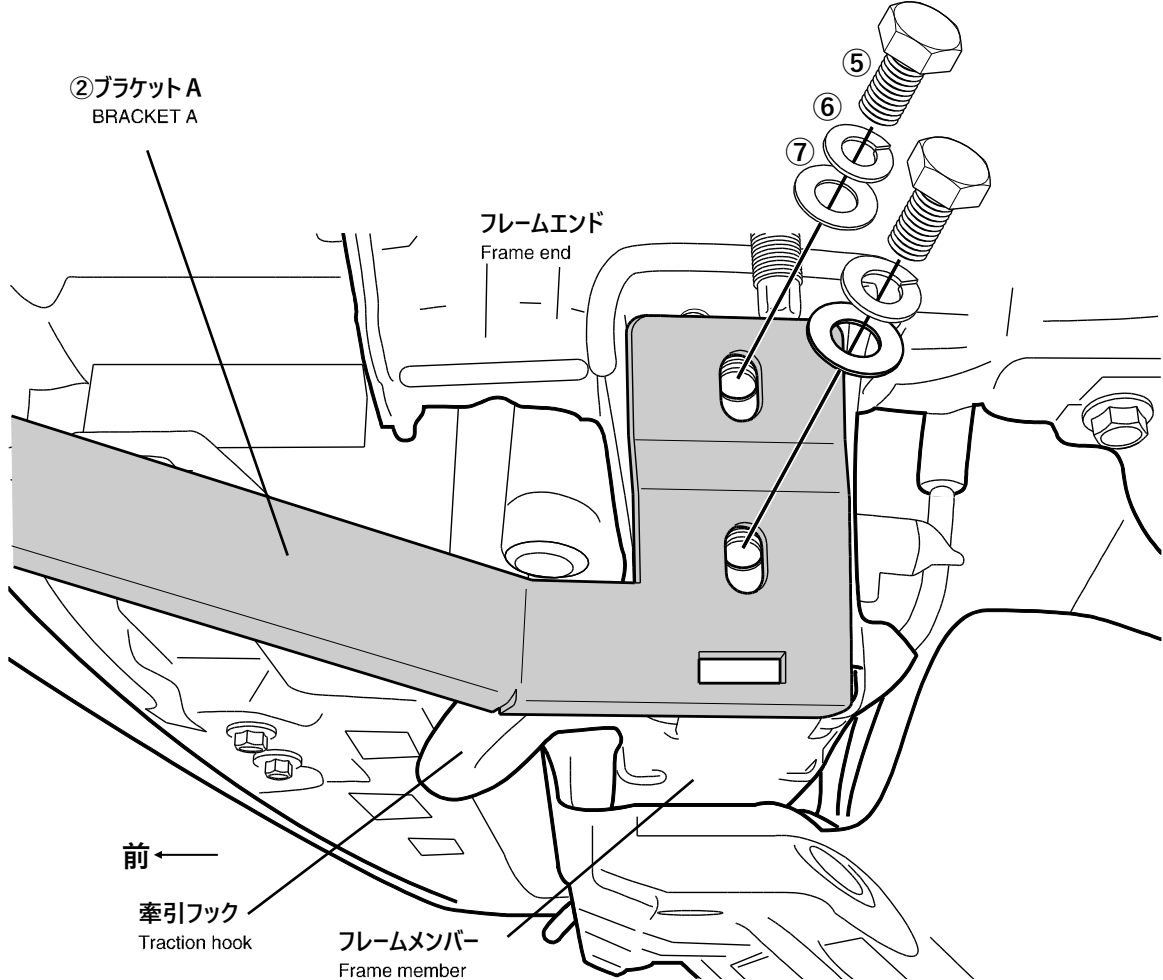 ⑤
②ブラケット A
BRACKET A
⑥
⑦
フレームエンド
Frame end
前
牽引フック
Traction hook
フレームメンバー
Frame member